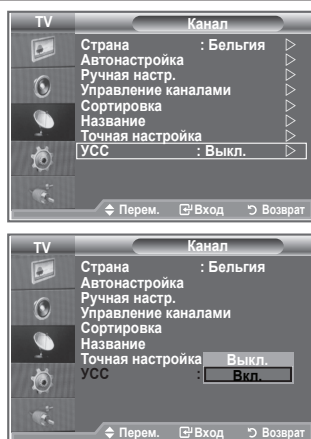 TV Канал
Страна : Бельгия
Автонастройка
Ручная настр.
Управление каналами
Сортировка
Название
Точная настройка
УСС : Выкл.
Перем. Вход Возврат
TV Канал
Страна : Бельгия
Автонастройка
Ручная настр.
Управление каналами
Сортировка
Название
Точная настройка Выкл.
УСС : Вкл.
Перем. Вход Возврат